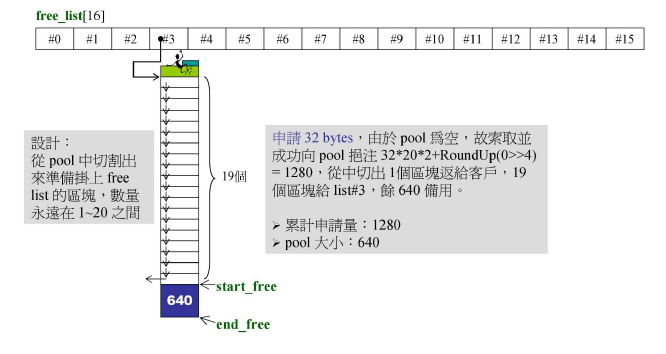 free_list[16]
#0 #1 #2 #3 #4 #5 #6 #7 #8 #9 #10 #11 #12 #13 #14 #15
設計：
從 pool 中切割出
來準備掛上 free
list 的區塊，數量
永遠在 1~20 之間
19個
申請 32 bytes，由於 pool 爲空，故索取並
成功向 pool 挹注 32*20*2+RoundUp(0>>4)
= 1280，從中切出 1個區塊返給客戶，19
個區塊給 list#3，餘 640 備用。
➢ 累計申請量：1280
➢ pool 大小：640
start_free
640
end_free